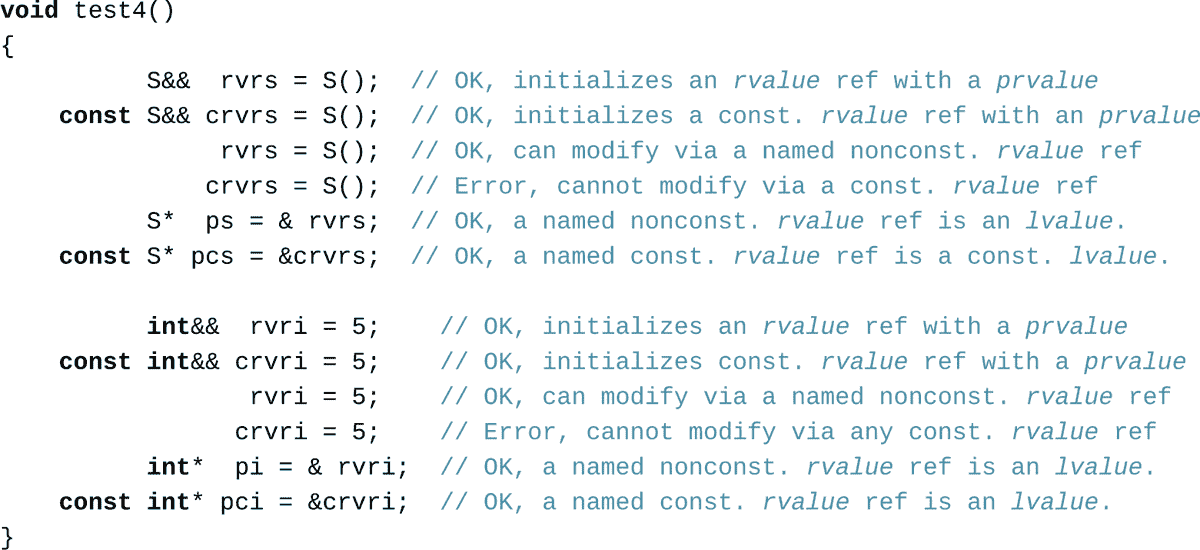 void test4()
{
          S&&  rvrs = S();  // OK, initializes an rvalue ref with a prvalue
    const S&& crvrs = S();  // OK, initializes a const. rvalue ref with an prvalue
               rvrs = S();  // OK, can modify via a named nonconst. rvalue ref
              crvrs = S();  // Error, cannot modify via a const. rvalue ref
          S*  ps = & rvrs;  // OK, a named nonconst. rvalue ref is an lvalue.
    const S* pcs = &crvrs;  // OK, a named const. rvalue ref is a const. lvalue.

          int&&  rvri = 5;    // OK, initializes an rvalue ref with a prvalue
    const int&& crvri = 5;    // OK, initializes const. rvalue ref with a prvalue
                 rvri = 5;    // OK, can modify via a named nonconst. rvalue ref
                crvri = 5;    // Error, cannot modify via any const. rvalue ref
          int*  pi = & rvri;  // OK, a named nonconst. rvalue ref is an lvalue.
    const int* pci = &crvri;  // OK, a named const. rvalue ref is an lvalue.
}